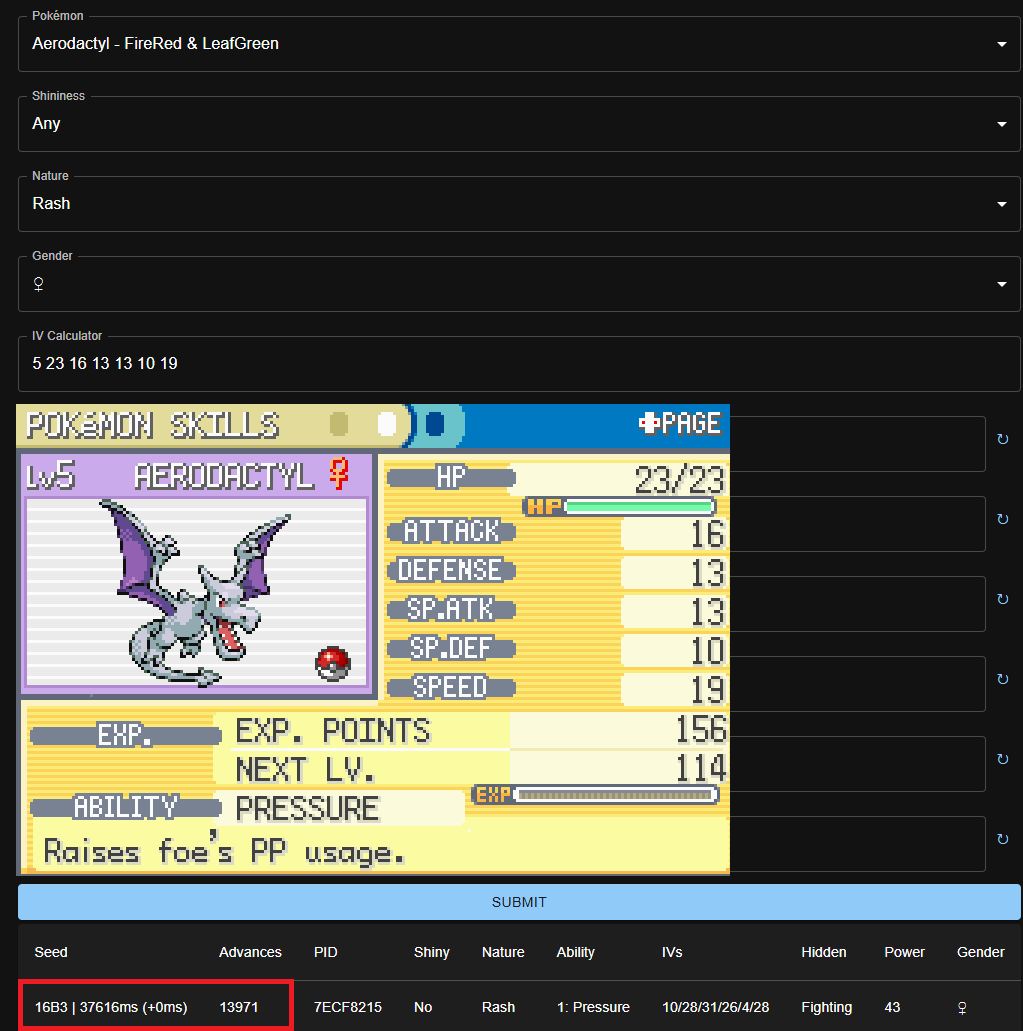 Pokémon
Aerodactyl - FireRed & LeafGreen
Shininess
Any
Nature
Rash
Gender
♀
IV Calculator
5 23 16 13 13 10 19
POKéMON SKILLS
PAGE
Lv5 AERODACTYL ♀
HP 23/23
HP
ATTACK 16
DEFENSE 13
SP.ATK 13
SP.DEF 10
SPEED 19
EXP. EXP. POINTS 156
NEXT LV. 114
EXP
ABILITY PRESSURE
Raises foe's PP usage.
SUBMIT
Seed Advances PID Shiny Nature Ability IVs Hidden Power Gender
16B3 | 37616ms (+0ms) 13971 7ECF8215 No Rash 1: Pressure 10/28/31/26/4/28 Fighting 43 ♀